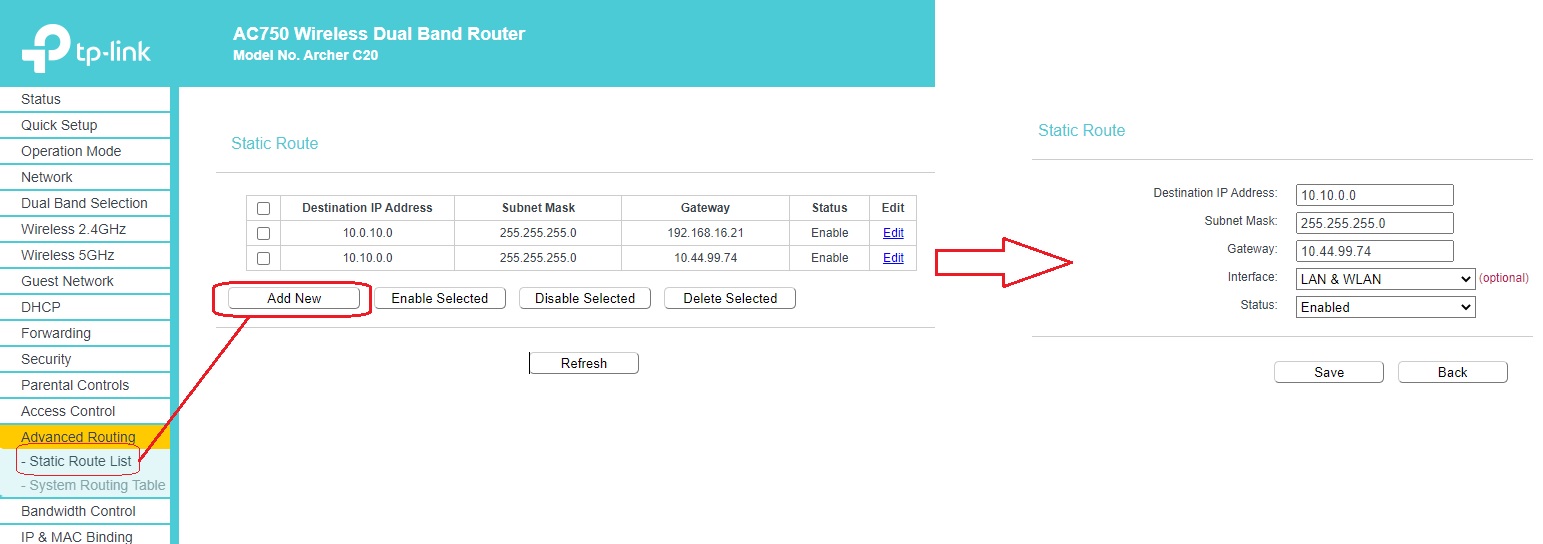 tp-link
AC750 Wireless Dual Band Router
Model No. Archer C20
Status
Quick Setup
Operation Mode
Network
Dual Band Selection
Wireless 2.4GHz
Wireless 5GHz
Guest Network
DHCP
Forwarding
Security
Parental Controls
Access Control
Advanced Routing
- Static Route List
- System Routing Table
Bandwidth Control
IP & MAC Binding
Static Route
Destination IP Address Subnet Mask Gateway Status Edit
10.0.10.0 255.255.255.0 192.168.16.21 Enable Edit
10.10.0.0 255.255.255.0 10.44.99.74 Enable Edit
Add New Enable Selected Disable Selected Delete Selected
Refresh
Static Route
Destination IP Address: 10.10.0.0
Subnet Mask: 255.255.255.0
Gateway: 10.44.99.74
Interface: LAN & WLAN (optional)
Status: Enabled
Save Back